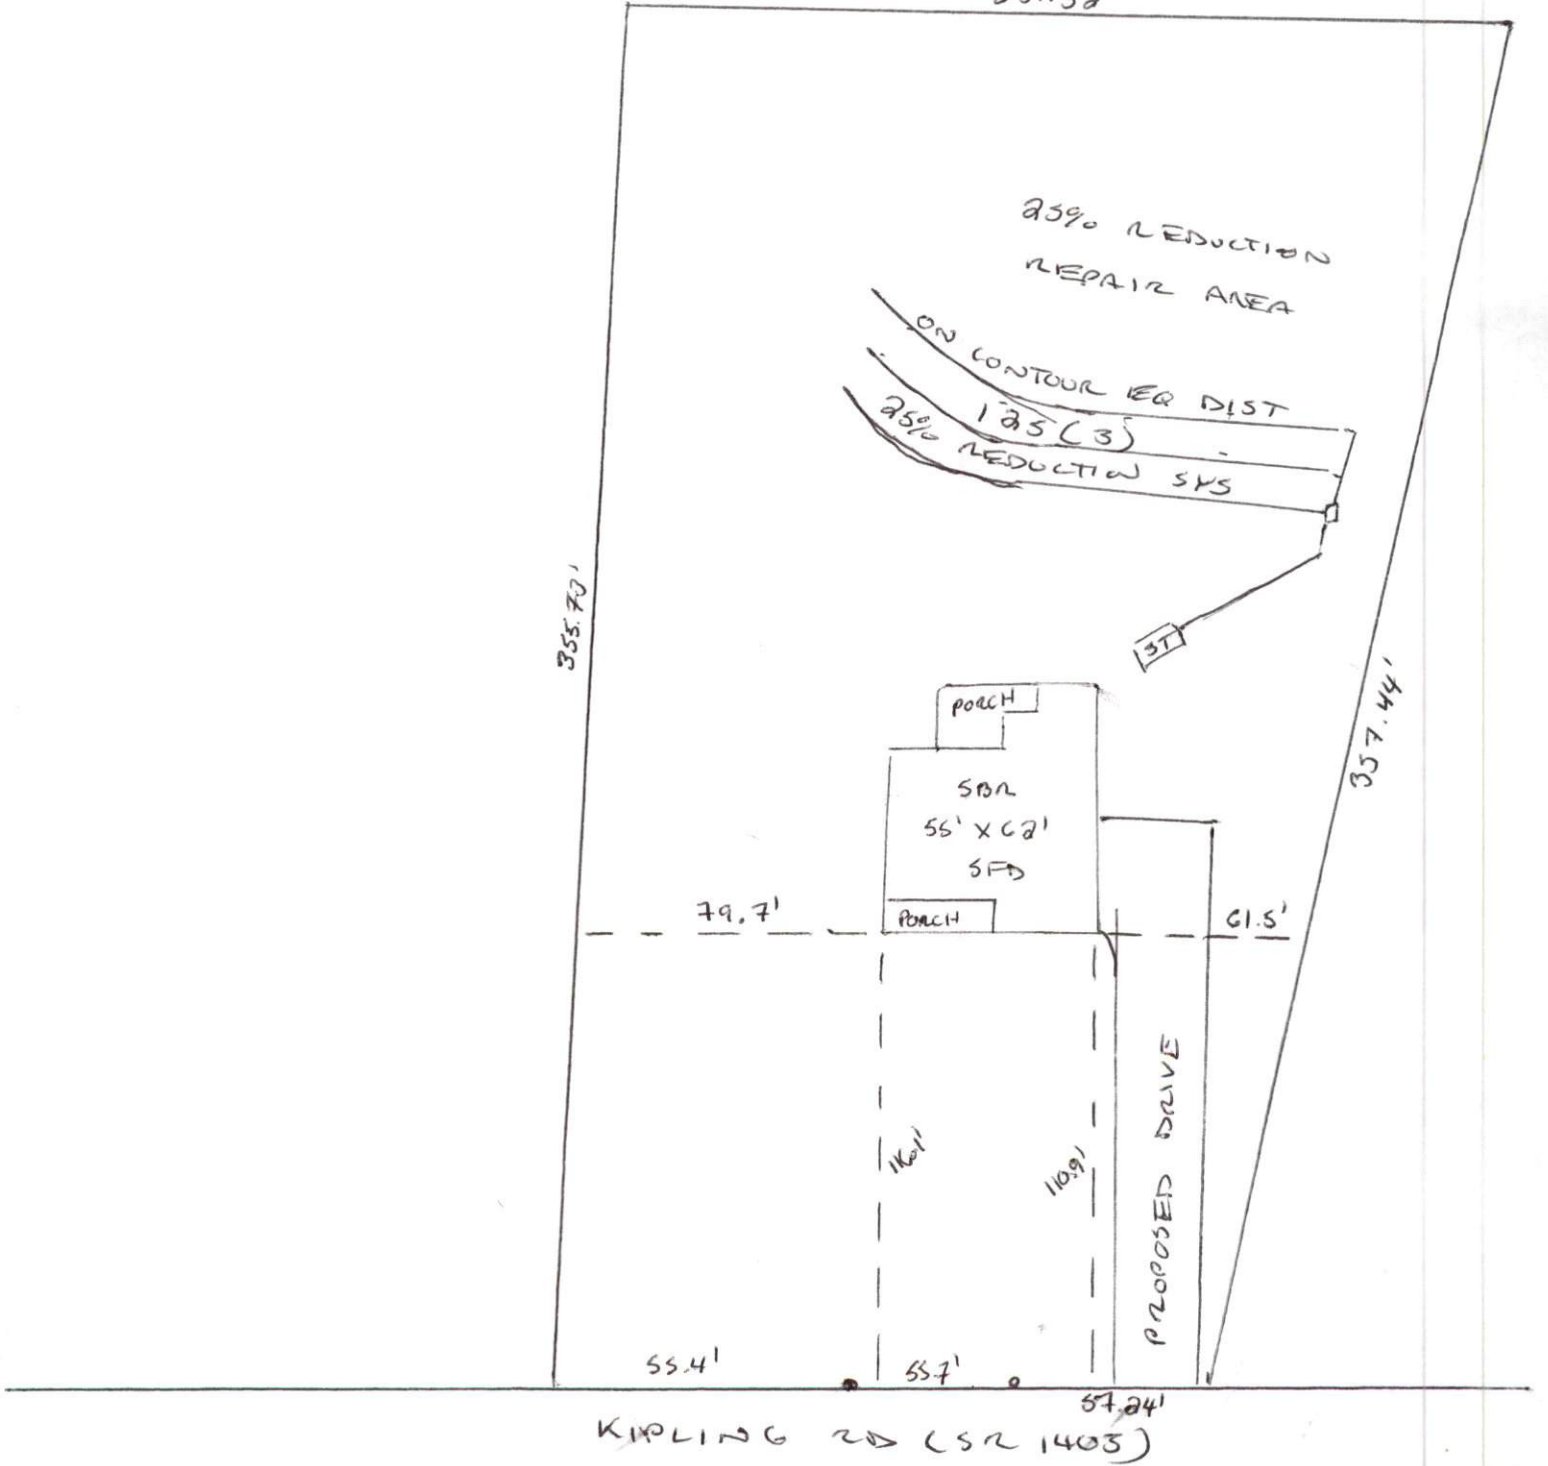 25% REDUCTION
REPAIR AREA
ON CONTOUR EQ DIST
125 (3)
25% REDUCTION SYS
355.73'
ST
357.44'
PORCH
5BR
55' X 62'
SFD
79.7'
PORCH
61.5'
110.9'
PROPOSED DRIVE
55.4'
55.7'
57.24'
KIPLING RD (SR 1403)